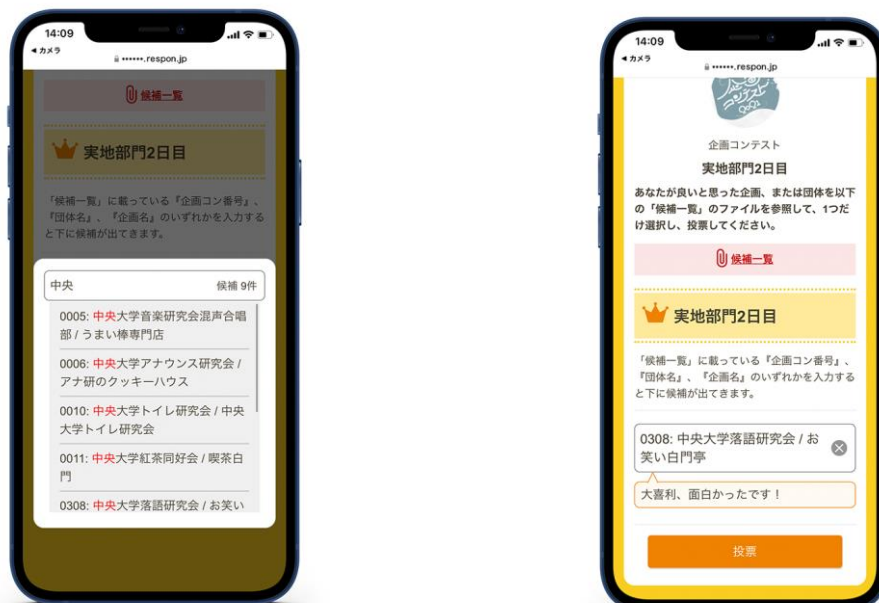 14:09
カメラ
••••••.respon.jp
候補一覧
実地部門2日目
「候補一覧」に載っている『企画コン番号』、
『団体名』、『企画名』のいずれかを入力する
と下に候補が出てきます。
中央
候補 9件
0005: 中央大学音楽研究会混声合唱
部 / うまい棒専門店
0006: 中央大学アナウンス研究会 /
アナ研のクッキーハウス
0010: 中央大学トイレ研究会 / 中央
大学トイレ研究会
0011: 中央大学紅茶同好会 / 喫茶白
門
0308: 中央大学落語研究会 / お笑い
14:09
カメラ
••••••.respon.jp
コンテスト
企画コンテスト
実地部門2日目
あなたが良いと思った企画、または団体を以下
の「候補一覧」のファイルを参照して、1つだ
け選択し、投票してください。
候補一覧
実地部門2日目
「候補一覧」に載っている『企画コン番号』、
『団体名』、『企画名』のいずれかを入力する
と下に候補が出てきます。
0308: 中央大学落語研究会 / お
笑い白門亭
大喜利、面白かったです！
投票